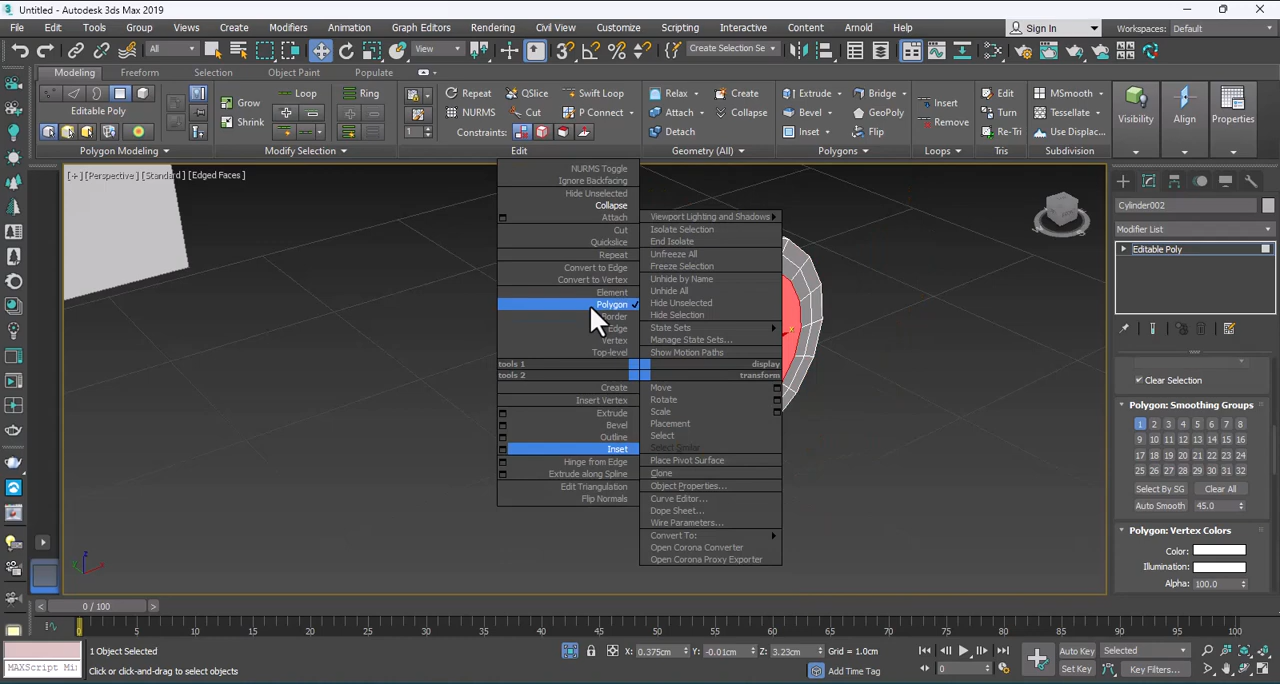 Untitled - Autodesk 3ds Max 2019
File Edit Tools Group Views Create Modifiers Animation Graph Editors Rendering Civil View Customize Scripting Interactive Content Arnold Help
Sign In Workspaces: Default
All View Create Selection Se
Modeling Freeform Selection Object Paint Populate
Editable Poly
Loop Ring Repeat QSlice Swift Loop Relax Create Extrude Bridge Insert Edit MSmooth
Grow NURMS Cut P Connect Attach Collapse Bevel GeoPoly Remove Turn Tessellate
Shrink 1 Constraints: Detach Inset Flip Re-Tri Use Displac...
Visibility Align Properties
Polygon Modeling Modify Selection Edit Geometry (All) Polygons Loops Tris Subdivision
[+] [Perspective] [Standard] [Edged Faces]
NURMS Toggle
Ignore Backfacing
Hide Unselected
Collapse
Attach
Cut
Quickslice
Repeat
Convert to Edge
Convert to Vertex
Element
Polygon
Border
Edge
Vertex
Top-level
tools 1
tools 2
Create
Insert Vertex
Extrude
Bevel
Outline
Inset
Hinge from Edge
Extrude along Spline
Edit Triangulation
Flip Normals
Viewport Lighting and Shadows
Isolate Selection
End Isolate
Unfreeze All
Freeze Selection
Unhide by Name
Unhide All
Hide Unselected
Hide Selection
State Sets
Manage State Sets...
Show Motion Paths
display
transform
Move
Rotate
Scale
Placement
Select
Select Similar
Place Pivot Surface
Clone
Object Properties...
Curve Editor...
Dope Sheet...
Wire Parameters...
Convert To:
Open Corona Converter
Open Corona Proxy Exporter
x
z
Cylinder002
Modifier List
Editable Poly
Clear Selection
Polygon: Smoothing Groups
1 2 3 4 5 6 7 8
9 10 11 12 13 14 15 16
17 18 19 20 21 22 23 24
25 26 27 28 29 30 31 32
Select By SG Clear All
Auto Smooth 45.0
Polygon: Vertex Colors
Color:
Illumination:
Alpha: 100.0
< 0 / 100 >
0 5 10 15 20 25 30 35 40 45 50 55 60 65 70 75 80 85 90 95 100
1 Object Selected X: 0.375cm Y: -0.01cm Z: 3.23cm Grid = 1.0cm Auto Key Selected
MAXScript Mi Click or click-and-drag to select objects Add Time Tag 0 Set Key Key Filters...